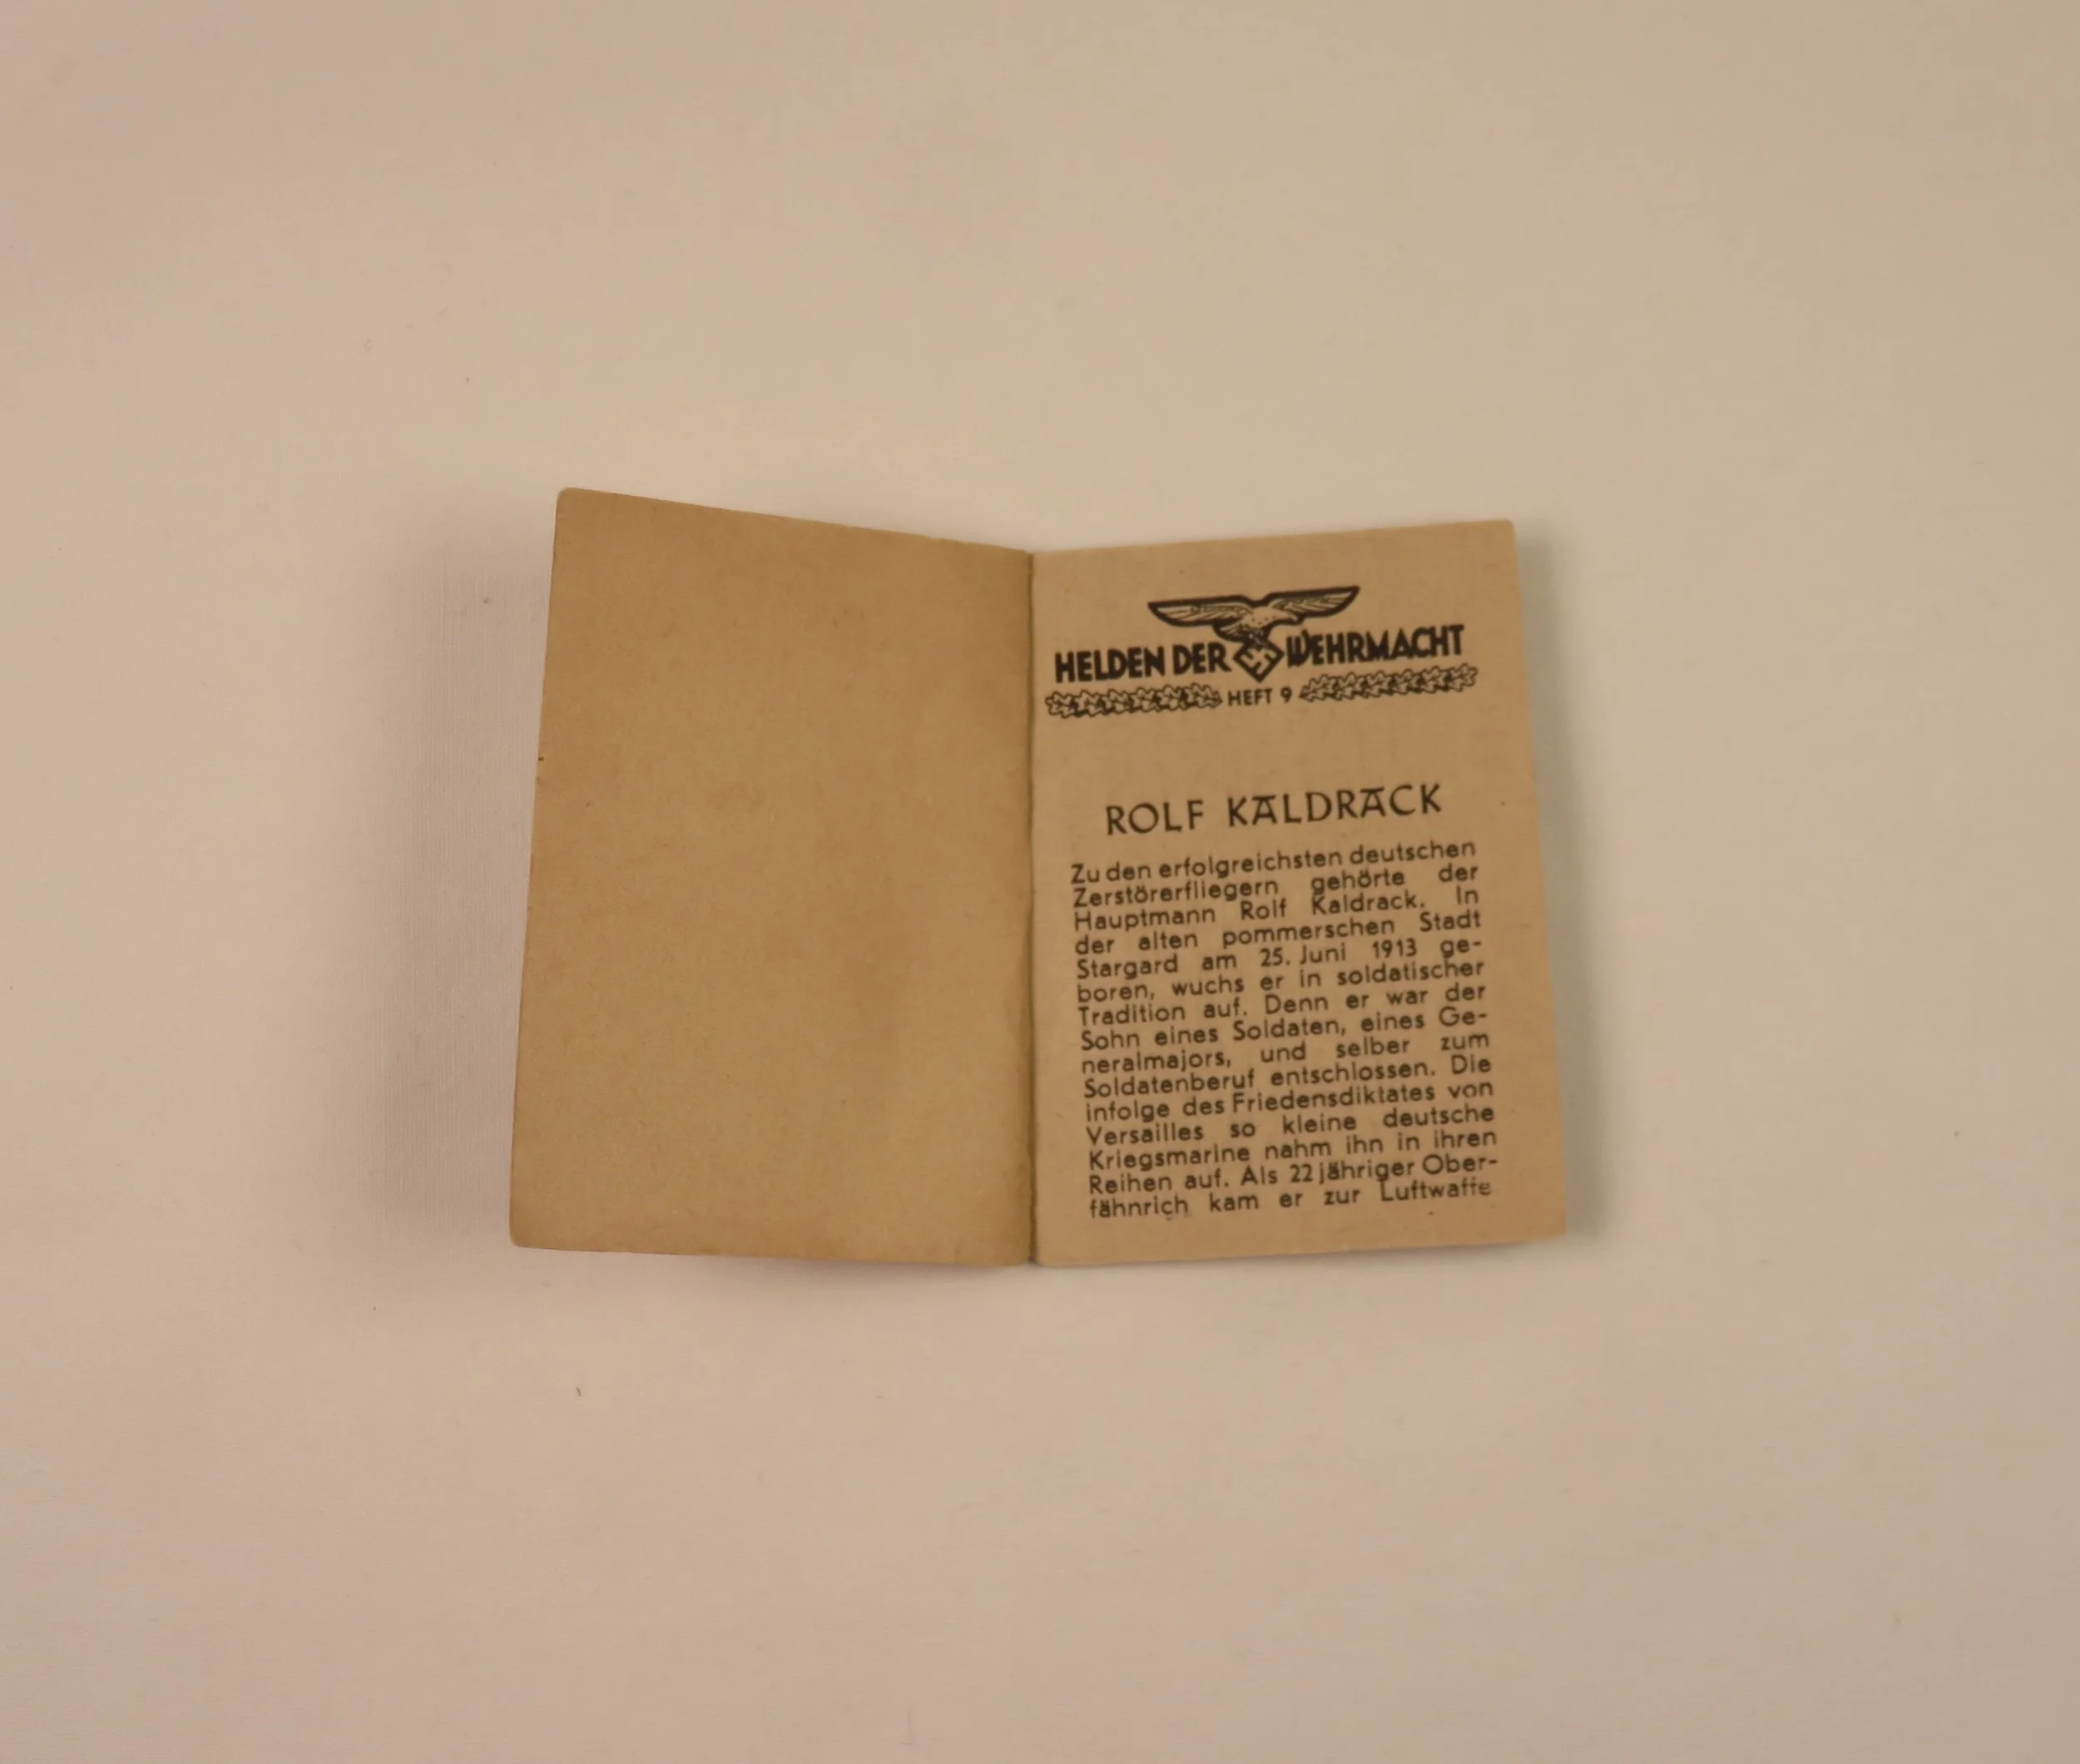 HELDEN DER WEHRMACHT
HEFT 9
ROLF KALDRACK
Zu den erfolgreichsten deutschen
Zerstörerfliegern gehörte der
Hauptmann Rolf Kaldrack. In
der alten pommerschen Stadt
Stargard am 25. Juni 1913 ge-
boren, wuchs er in soldatischer
Tradition auf. Denn er war der
Sohn eines Soldaten, eines Ge-
neralmajors, und selber zum
Soldatenberuf entschlossen. Die
infolge des Friedensdiktates von
Versailles so kleine deutsche
Kriegsmarine nahm ihn in ihren
Reihen auf. Als 22jähriger Ober-
fähnrich kam er zur Luftwaffe